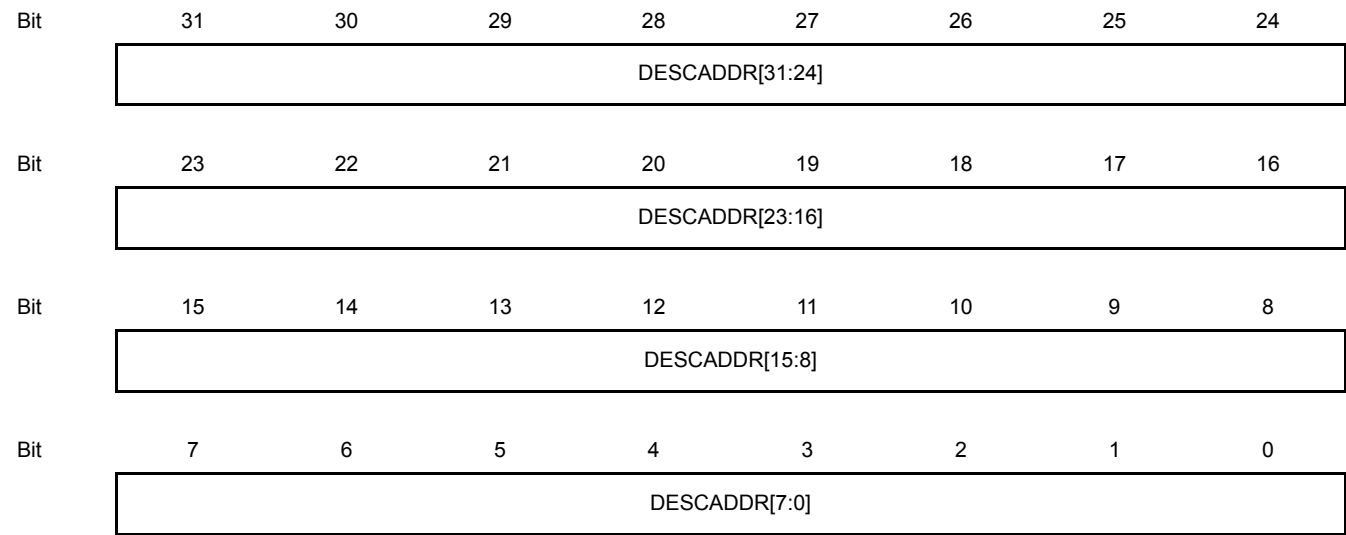 Bit 31 30 29 28 27 26 25 24
DESCADDR[31:24]
Bit 23 22 21 20 19 18 17 16
DESCADDR[23:16]
Bit 15 14 13 12 11 10 9 8
DESCADDR[15:8]
Bit 7 6 5 4 3 2 1 0
DESCADDR[7:0]